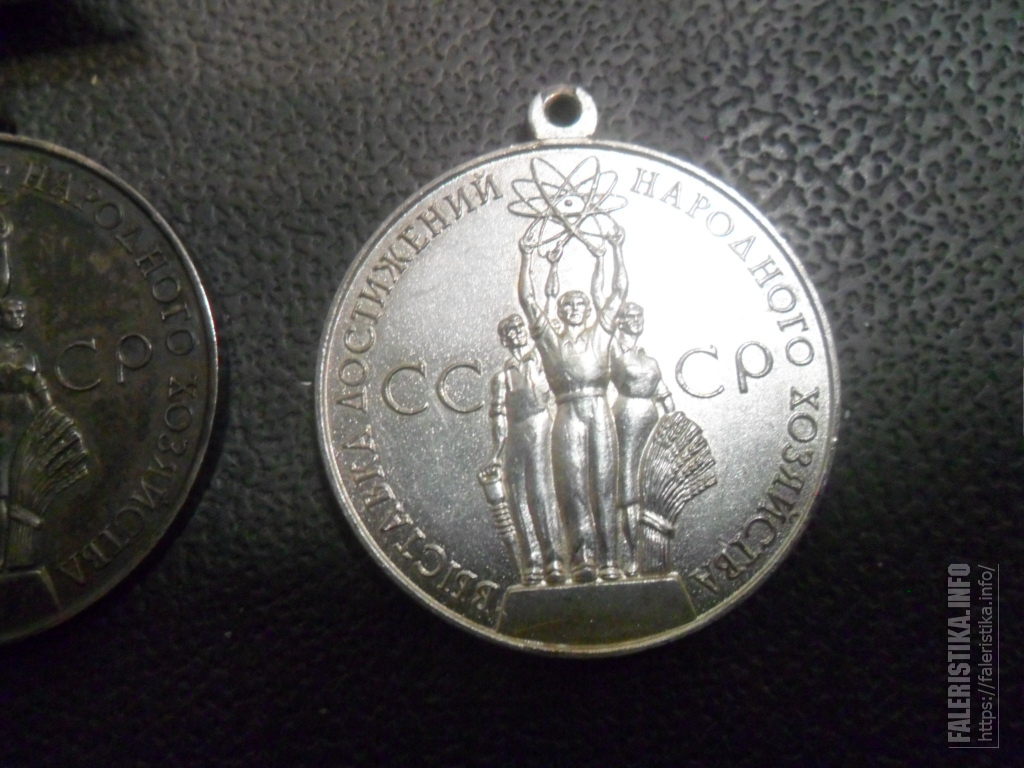 НАРОДНОГО ХОЗЯЙСТВА
СР
ВЫСТАВКА ДОСТИЖЕНИЙ НАРОДНОГО ХОЗЯЙСТВА
СС СР
FALERISTIKA.INFO
https://faleristika.info/